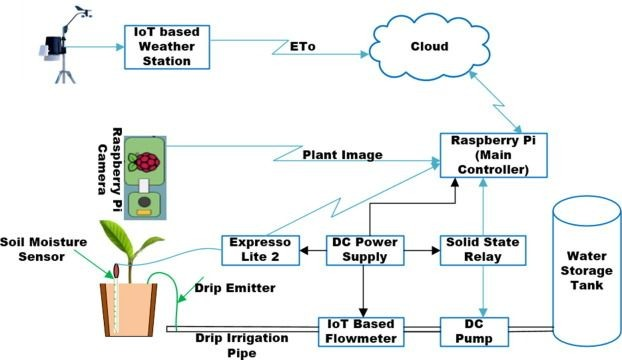 IoT based
Weather
Station
ETo
Cloud
Raspberry Pi
Camera
Plant Image
Raspberry Pi
(Main
Controller)
Soil Moisture
Sensor
Expresso
Lite 2
DC Power
Supply
Solid State
Relay
Water
Storage
Tank
Drip Emitter
Drip Irrigation
Pipe
IoT Based
Flowmeter
DC
Pump